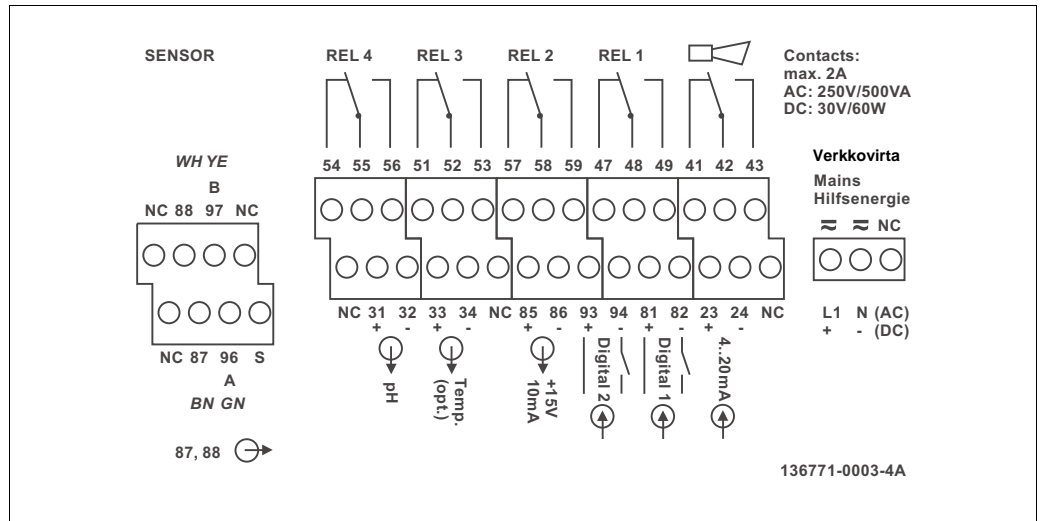 SENSOR
REL 4 REL 3 REL 2 REL 1
Contacts:
max. 2A
AC: 250V/500VA
DC: 30V/60W
WH YE
B
NC 88 97 NC
54 55 56 51 52 53 57 58 59 47 48 49 41 42 43
Verkkovirta
Mains
Hilfsenergie
≂ ≂ NC
NC 31 32 33 34 NC 85 86 93 94 81 82 23 24 NC
+ - + - + - + - + - + -
L1 N (AC)
+ - (DC)
NC 87 96 S
A
BN GN
87, 88
pH
Temp.
(opt.)
+15V
10mA
Digital 2
Digital 1
4..20mA
136771-0003-4A